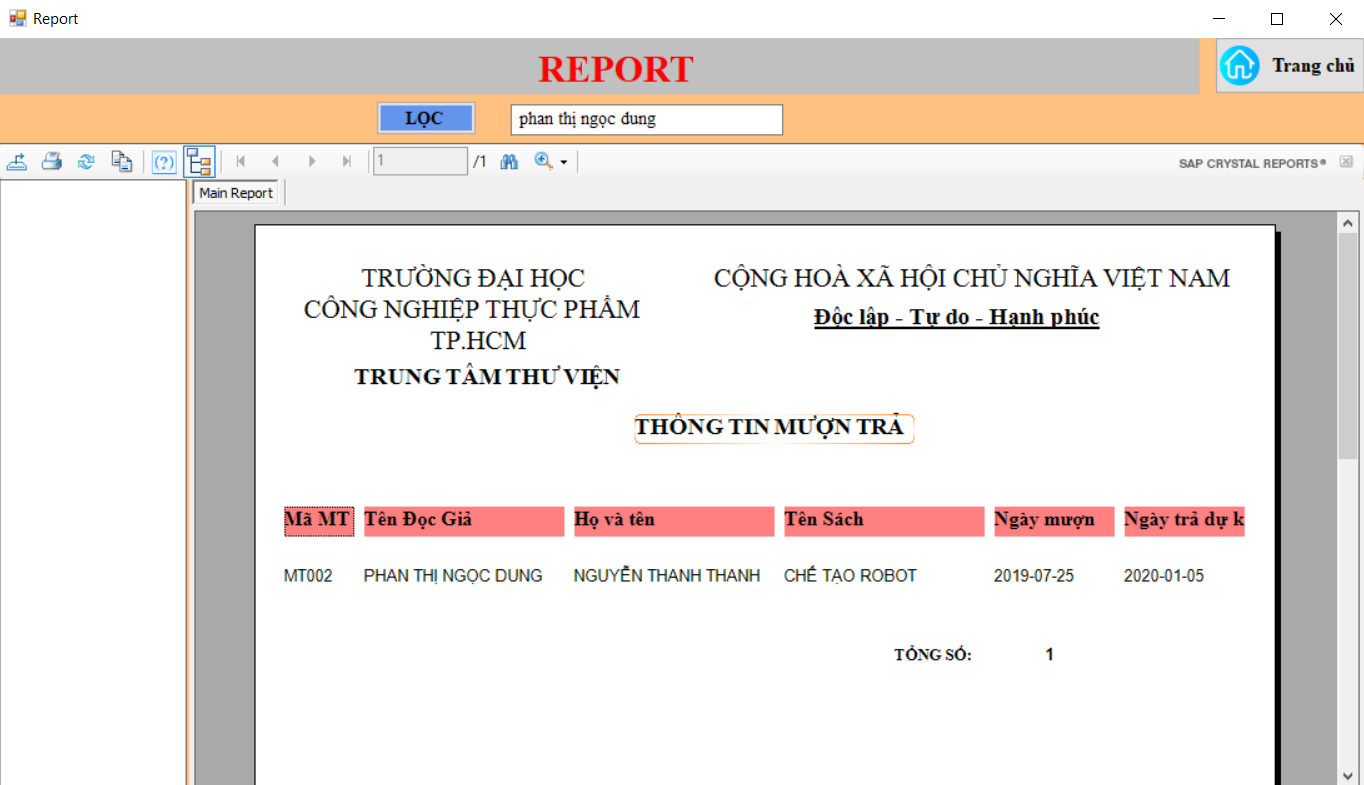 Report
REPORT
Trang chủ
LỌC
phan thị ngọc dung
1 /1
SAP CRYSTAL REPORTS®
Main Report
TRƯỜNG ĐẠI HỌC
CÔNG NGHIỆP THỰC PHẨM
TP.HCM
TRUNG TÂM THƯ VIỆN
CỘNG HOÀ XÃ HỘI CHỦ NGHĨA VIỆT NAM
Độc lập - Tự do - Hạnh phúc
THÔNG TIN MƯỢN TRẢ
Mã MT Tên Đọc Giả Họ và tên Tên Sách Ngày mượn Ngày trả dự k
MT002 PHAN THỊ NGỌC DUNG NGUYỄN THANH THANH CHẾ TẠO ROBOT 2019-07-25 2020-01-05
TỔNG SỐ: 1